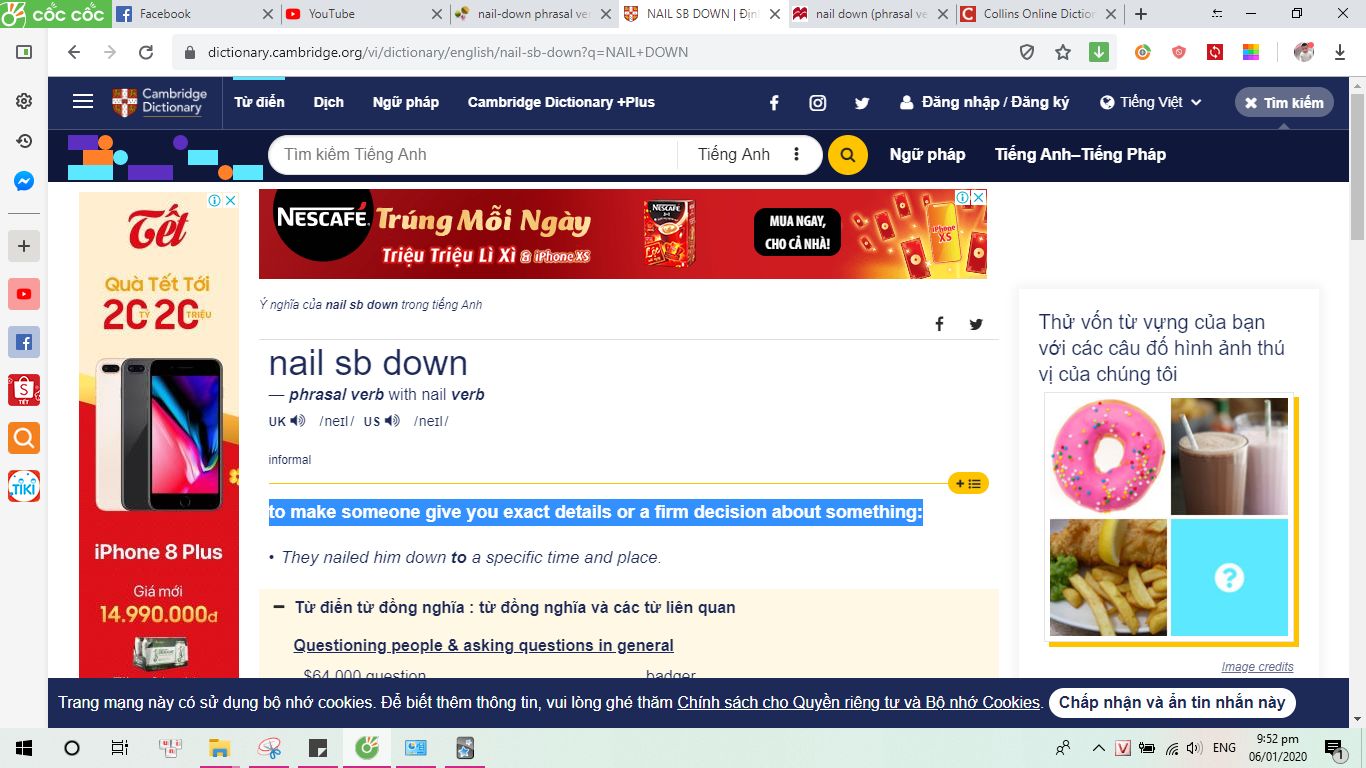 cốc cốc
Facebook
YouTube
nail-down phrasal ver
NAIL SB DOWN | Địn
nail down (phrasal ve
Collins Online Diction
dictionary.cambridge.org/vi/dictionary/english/nail-sb-down?q=NAIL+DOWN
Cambridge
Dictionary
Từ điển
Dịch
Ngữ pháp
Cambridge Dictionary +Plus
Đăng nhập / Đăng ký
Tiếng Việt
Tìm kiếm
Tìm kiếm Tiếng Anh
Tiếng Anh
Ngữ pháp
Tiếng Anh–Tiếng Pháp
Tết
Quà Tết Tới
20 TỶ 20 TRIỆU
iPhone 8 Plus
Giá mới
14.990.000đ
NESCAFÉ
Trúng Mỗi Ngày
Triệu Triệu Lì Xì & iPhone XS
NESCAFÉ
MUA NGAY,
CHO CẢ NHÀ!
iPhone
XS
Ý nghĩa của nail sb down trong tiếng Anh
nail sb down
— phrasal verb with nail verb
UK /neɪl/ US /neɪl/
informal
to make someone give you exact details or a firm decision about something:
• They nailed him down to a specific time and place.
Từ điển từ đồng nghĩa : từ đồng nghĩa và các từ liên quan
Questioning people & asking questions in general
$64,000 question
badger
Thử vốn từ vựng của bạn
với các câu đố hình ảnh thú
vị của chúng tôi
?
Image credits
Trang mạng này có sử dụng bộ nhớ cookies. Để biết thêm thông tin, vui lòng ghé thăm Chính sách cho Quyền riêng tư và Bộ nhớ Cookies.
Chấp nhận và ẩn tin nhắn này
TẾT
TIKI
ENG
9:52 pm
06/01/2020
1